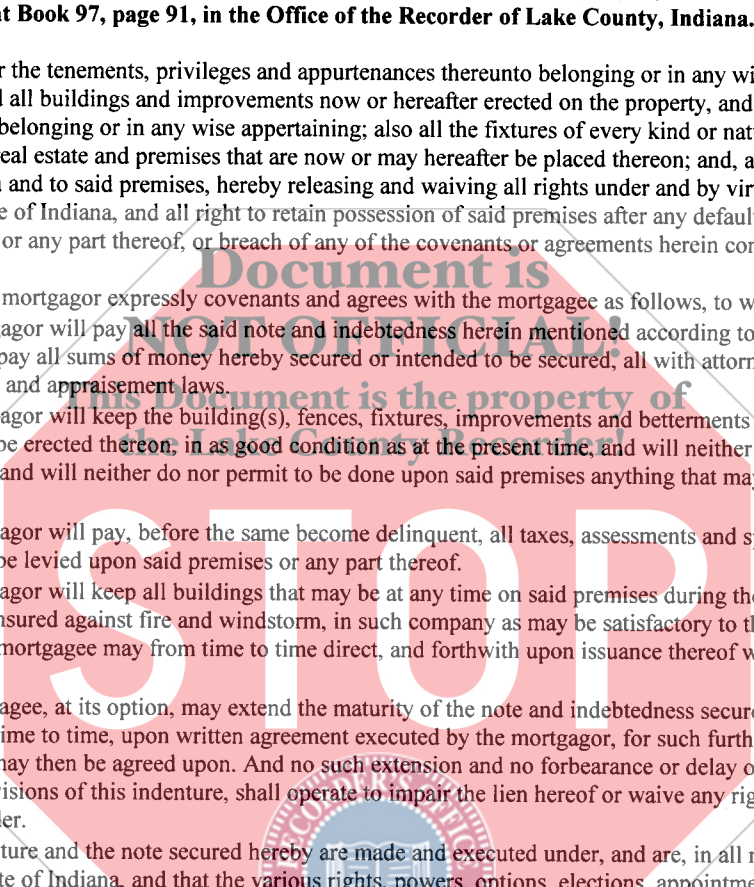 t Book 97, page 91, in the Office of the Recorder of Lake County, Indiana.
r the tenements, privileges and appurtenances thereunto belonging or in any wi
l all buildings and improvements now or hereafter erected on the property, and
belonging or in any wise appertaining; also all the fixtures of every kind or nat
real estate and premises that are now or may hereafter be placed thereon; and, a
and to said premises, hereby releasing and waiving all rights under and by vir
e of Indiana, and all right to retain possession of said premises after any defaul
or any part thereof, or breach of any of the covenants or agreements herein con
Document is
mortgagor expressly covenants and agrees with the mortgagee as follows, to w
NOT OFFICIAL!
agor will pay all the said note and indebtedness herein mentioned according to
pay all sums of money hereby secured or intended to be secured, all with attorn
and appraisement laws.
This Document is the property of
agor will keep the building(s), fences, fixtures, improvements and betterments
the Lake County Recorder!
be erected thereon, in as good condition as at the present time, and will neither
and will neither do nor permit to be done upon said premises anything that may
STOP
agor will pay, before the same become delinquent, all taxes, assessments and s
be levied upon said premises or any part thereof.
agor will keep all buildings that may be at any time on said premises during the
nsured against fire and windstorm, in such company as may be satisfactory to th
mortgagee may from time to time direct, and forthwith upon issuance thereof w
agee, at its option, may extend the maturity of the note and indebtedness secure
ime to time, upon written agreement executed by the mortgagor, for such furth
may then be agreed upon. And no such extension and no forbearance or delay o
isions of this indenture, shall operate to impair the lien hereof or waive any rig
er.
RECORDER'S OFFICE
ture and the note secured hereby are made and executed under, and are, in all r
te of Indiana, and that the various rights, powers, options, elections, appointm